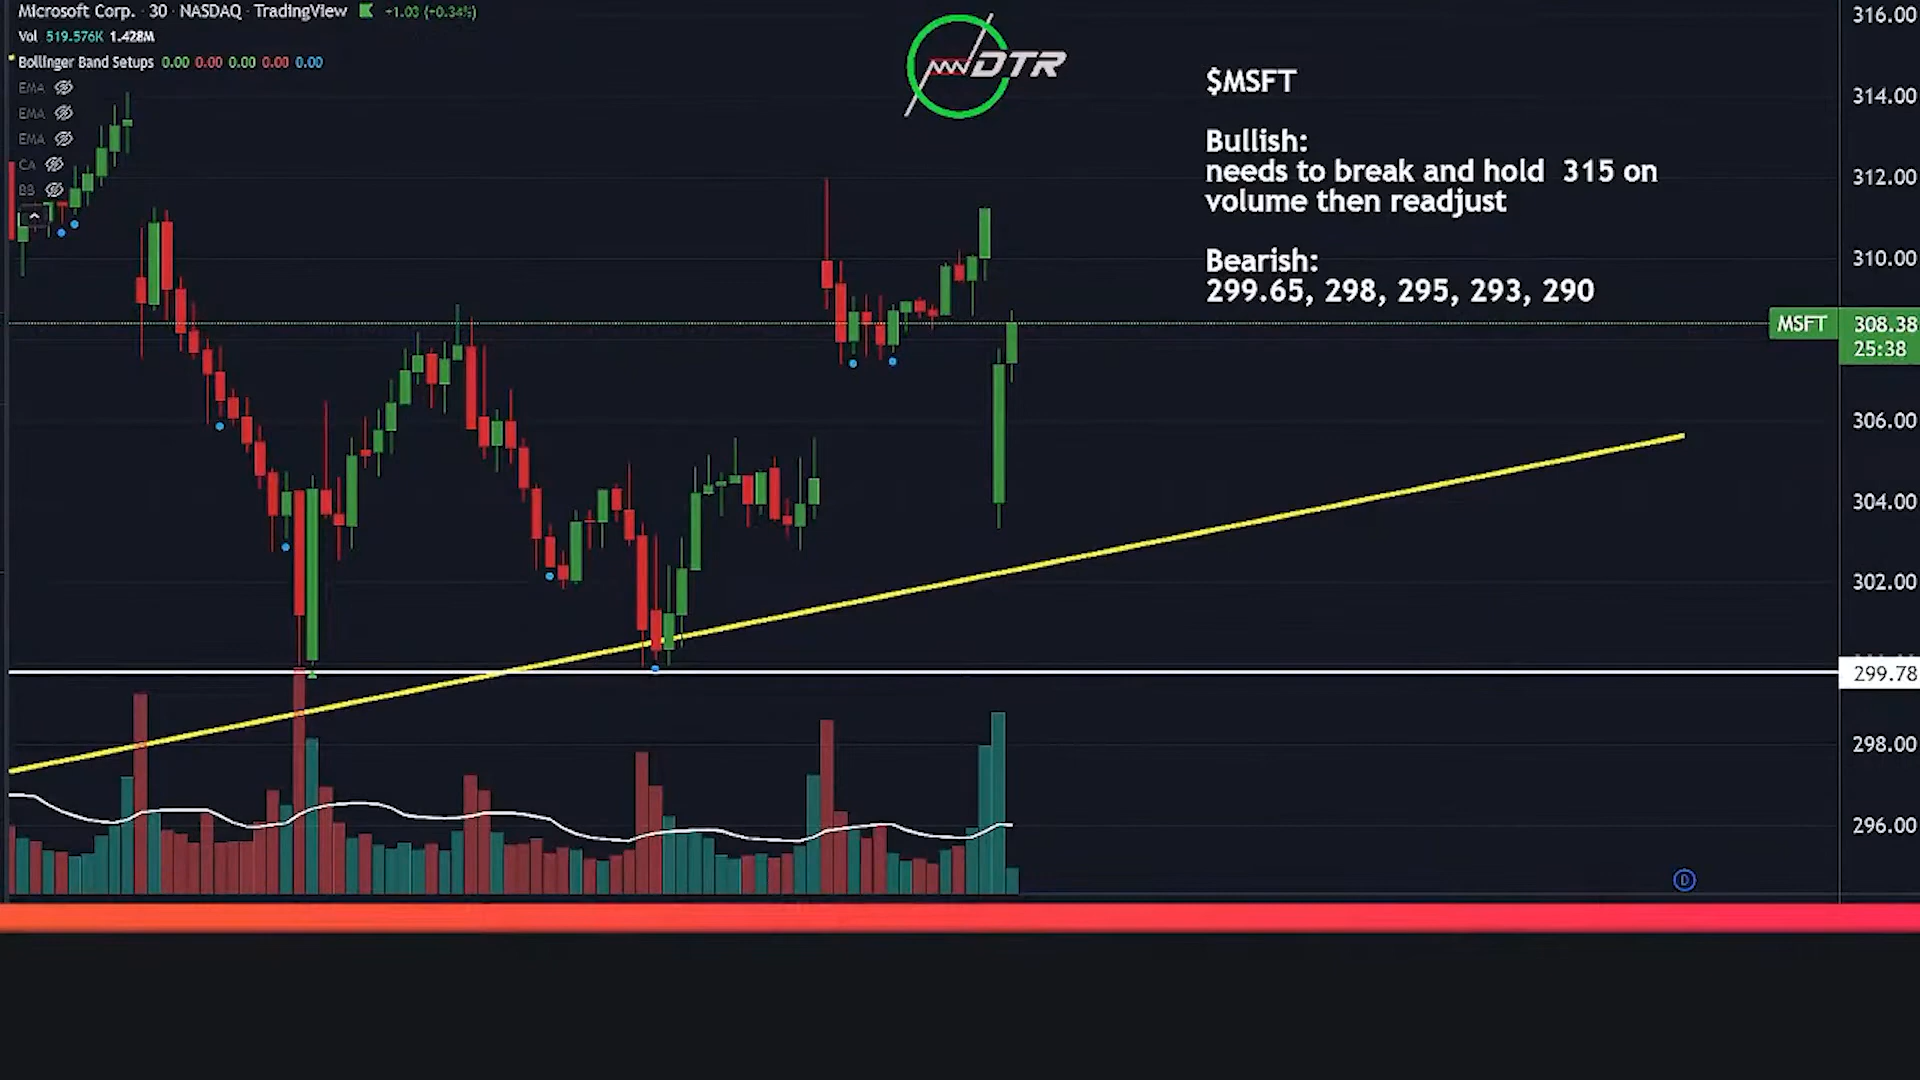 Microsoft Corp. · 30 · NASDAQ · TradingView +1.03 (+0.34%)
Vol 519.576K 1.428M
Bollinger Band Setups 0.00 0.00 0.00 0.00 0.00
EMA
EMA
EMA
CA
BB
DTR
$MSFT
Bullish:
needs to break and hold 315 on
volume then readjust
Bearish:
299.65, 298, 295, 293, 290
316.00
314.00
312.00
310.00
MSFT 308.38
25:38
306.00
304.00
302.00
299.78
298.00
296.00
D